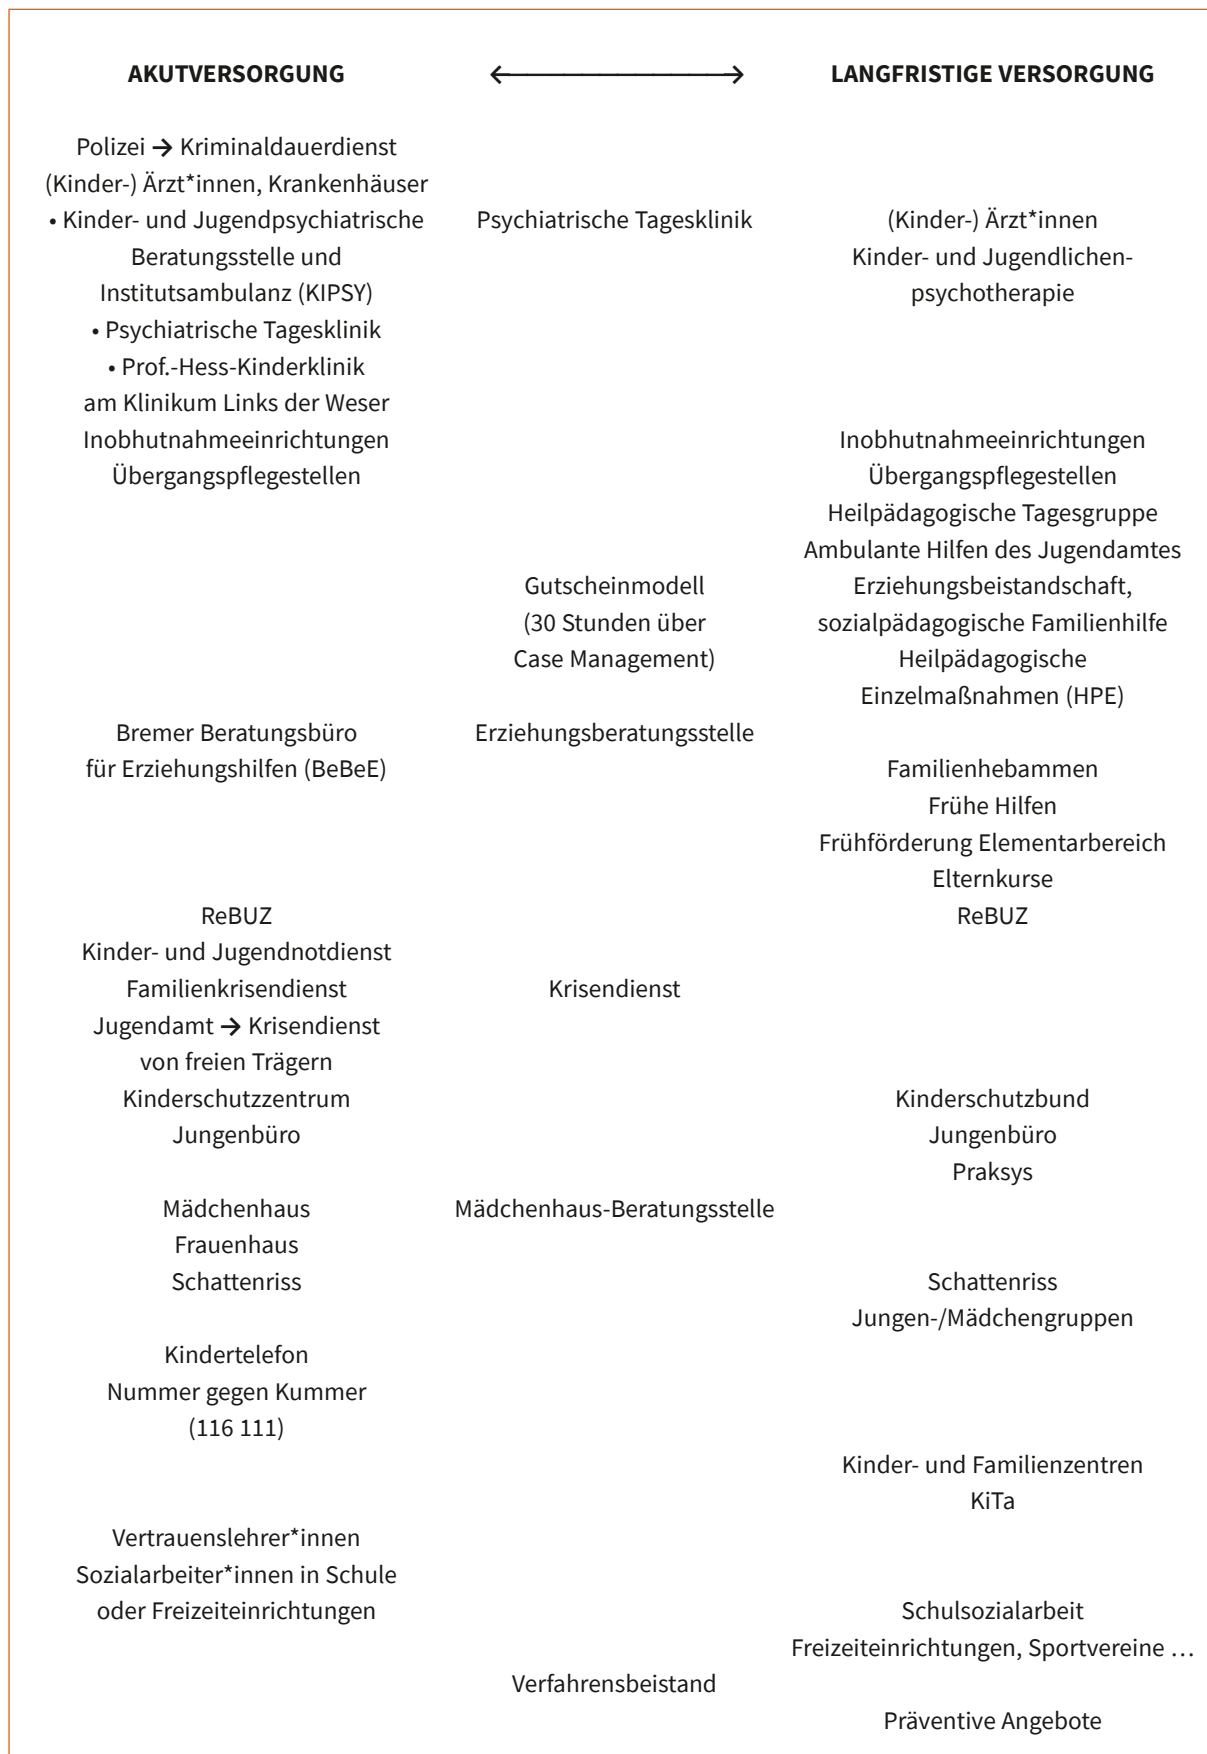 AKUTVERSORGUNG ←→ LANGFRISTIGE VERSORGUNG
Polizei → Kriminaldauerdienst
(Kinder-) Ärzt*innen, Krankenhäuser
• Kinder- und Jugendpsychiatrische Psychiatrische Tagesklinik (Kinder-) Ärzt*innen
Beratungsstelle und Kinder- und Jugendlichen-
Institutsambulanz (KIPSY) psychotherapie
• Psychiatrische Tagesklinik
• Prof.-Hess-Kinderklinik
am Klinikum Links der Weser
Inobhutnahmeeinrichtungen Inobhutnahmeeinrichtungen
Übergangspflegestellen Übergangspflegestellen
Heilpädagogische Tagesgruppe
Ambulante Hilfen des Jugendamtes
Gutscheinmodell Erziehungsbeistandschaft,
(30 Stunden über sozialpädagogische Familienhilfe
Case Management) Heilpädagogische
Einzelmaßnahmen (HPE)
Bremer Beratungsbüro Erziehungsberatungsstelle
für Erziehungshilfen (BeBeE) Familienhebammen
Frühe Hilfen
Frühförderung Elementarbereich
Elternkurse
ReBUZ ReBUZ
Kinder- und Jugendnotdienst
Familienkrisendienst Krisendienst
Jugendamt → Krisendienst
von freien Trägern
Kinderschutzzentrum Kinderschutzbund
Jungenbüro Jungenbüro
Praksys
Mädchenhaus Mädchenhaus-Beratungsstelle
Frauenhaus
Schattenriss Schattenriss
Jungen-/Mädchengruppen
Kindertelefon
Nummer gegen Kummer
(116 111)
Kinder- und Familienzentren
KiTa
Vertrauenslehrer*innen
Sozialarbeiter*innen in Schule
oder Freizeiteinrichtungen Schulsozialarbeit
Freizeiteinrichtungen, Sportvereine …
Verfahrensbeistand
Präventive Angebote